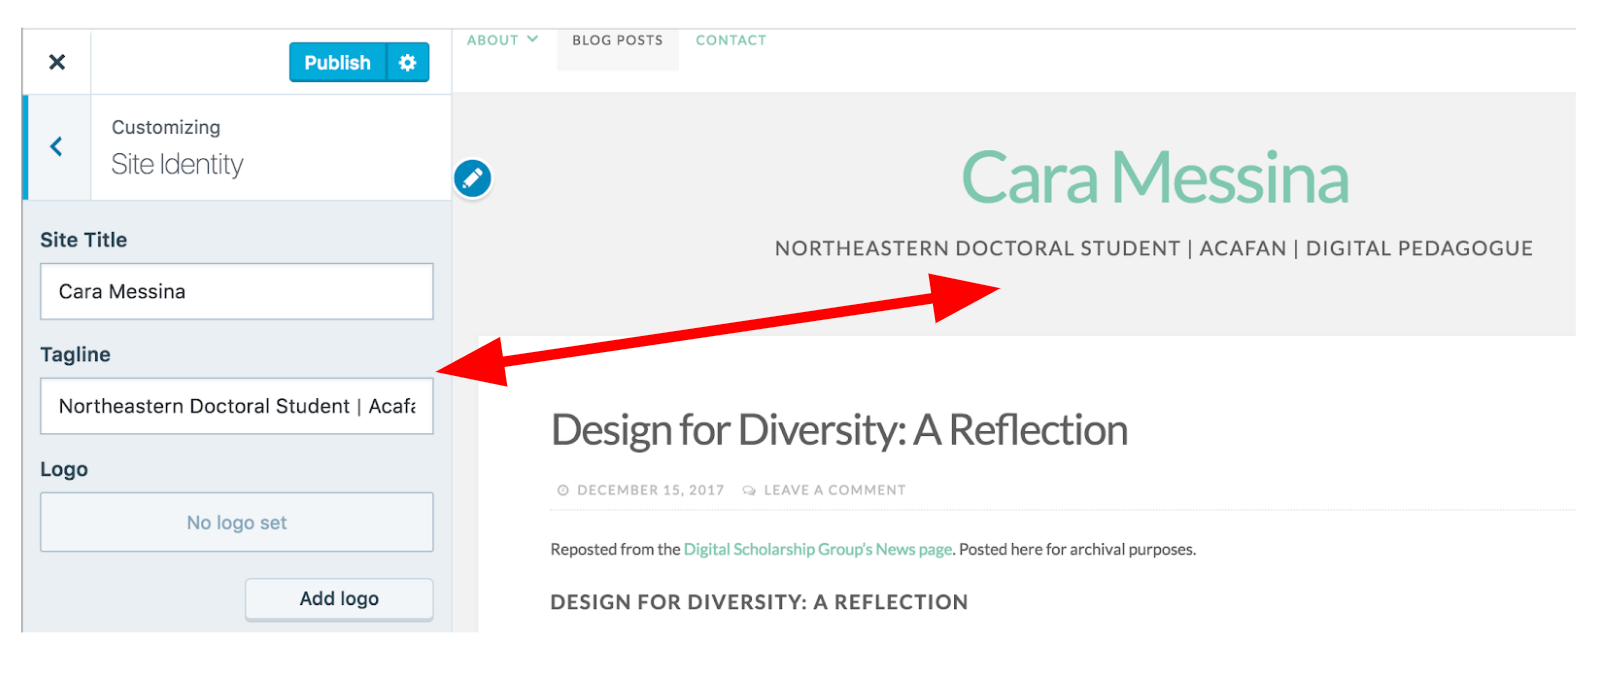 Publish
Customizing
Site Identity
Site Title
Cara Messina
Tagline
Northeastern Doctoral Student | Acafa
Logo
No logo set
Add logo
ABOUT BLOG POSTS CONTACT
Cara Messina
NORTHEASTERN DOCTORAL STUDENT | ACAFAN | DIGITAL PEDAGOGUE
Design for Diversity: A Reflection
DECEMBER 15, 2017 LEAVE A COMMENT
Reposted from the Digital Scholarship Group's News page. Posted here for archival purposes.
DESIGN FOR DIVERSITY: A REFLECTION